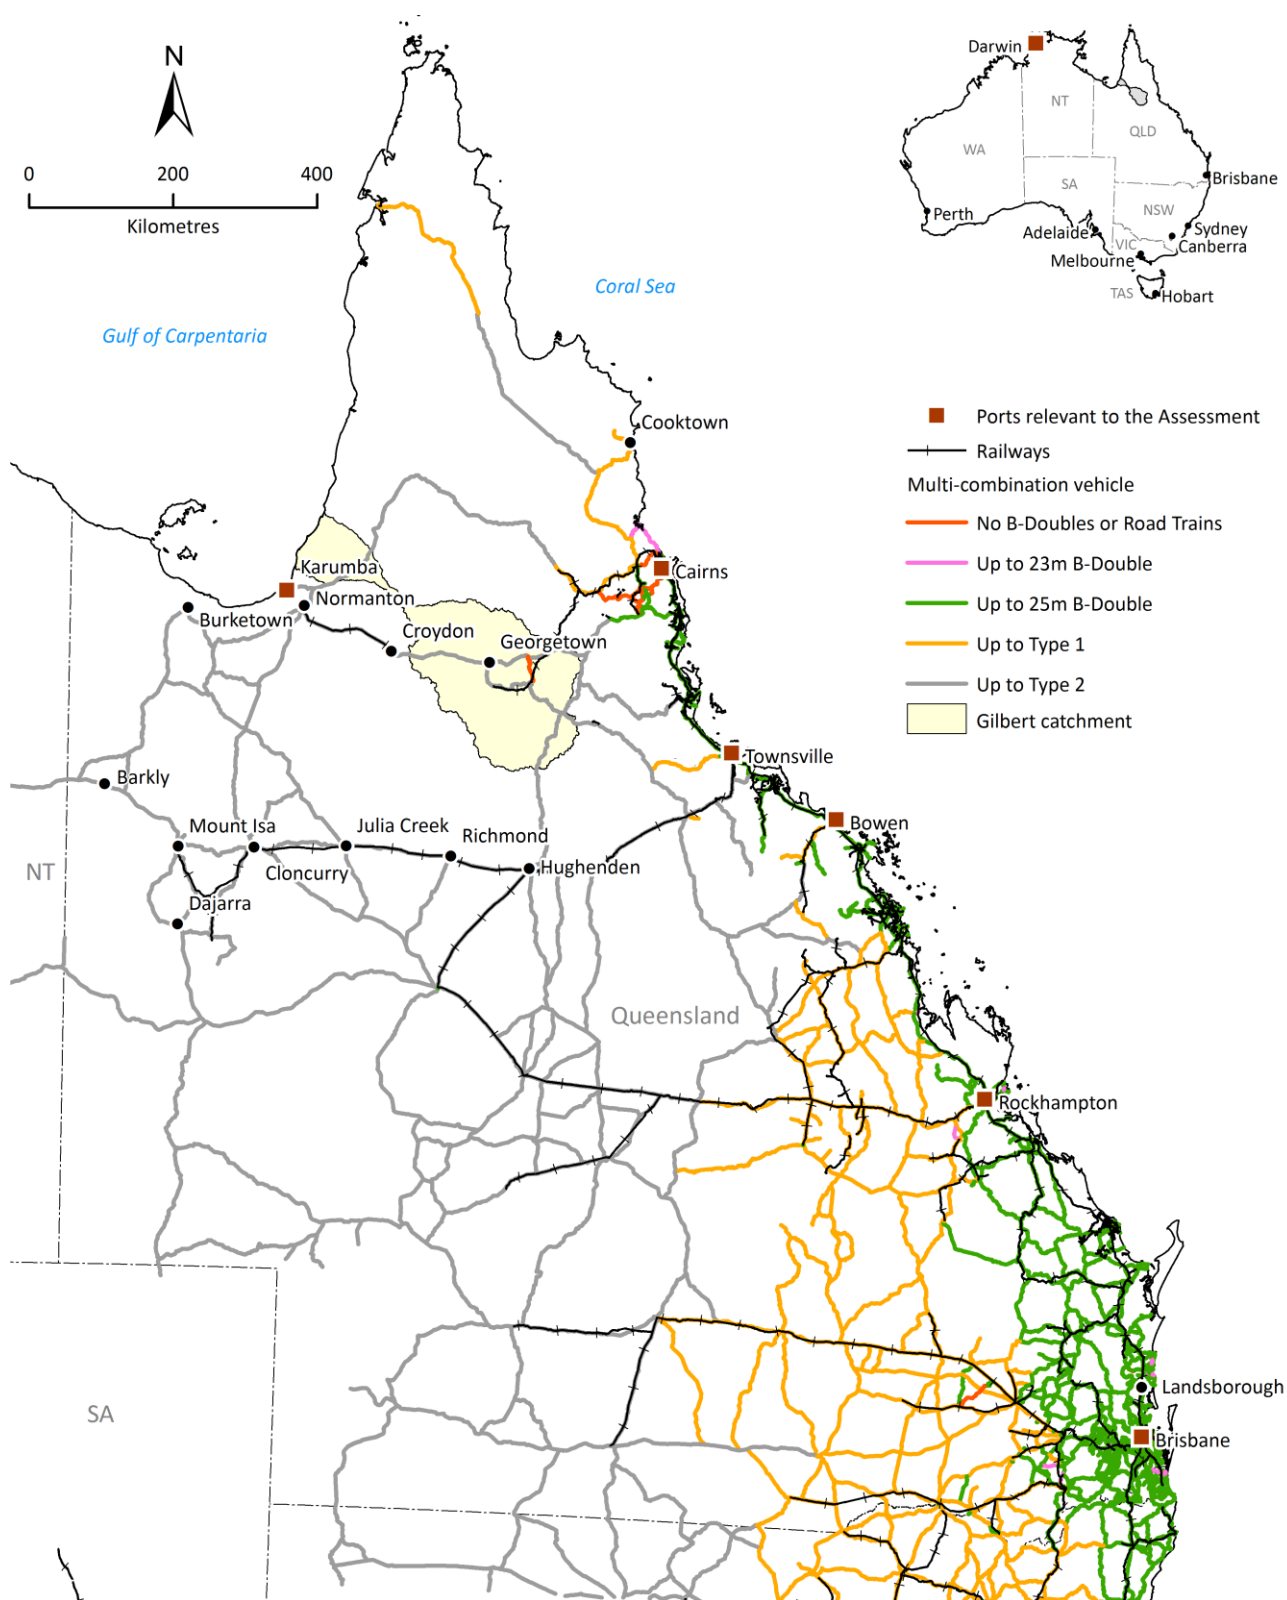 N
0 200 400
Kilometres
Darwin
NT
WA
QLD
SA
Brisbane
NSW
Perth
Adelaide
Sydney
VIC
Canberra
Melbourne
TAS
Hobart
Coral Sea
Gulf of Carpentaria
Ports relevant to the Assessment
Railways
Multi-combination vehicle
No B-Doubles or Road Trains
Up to 23m B-Double
Up to 25m B-Double
Up to Type 1
Up to Type 2
Gilbert catchment
Cooktown
Karumba
Cairns
Normanton
Burketown
Croydon
Georgetown
Townsville
Barkly
Mount Isa
Julia Creek
Richmond
Bowen
NT
Cloncurry
Hughenden
Dajarra
Queensland
Rockhampton
Landsborough
SA
Brisbane